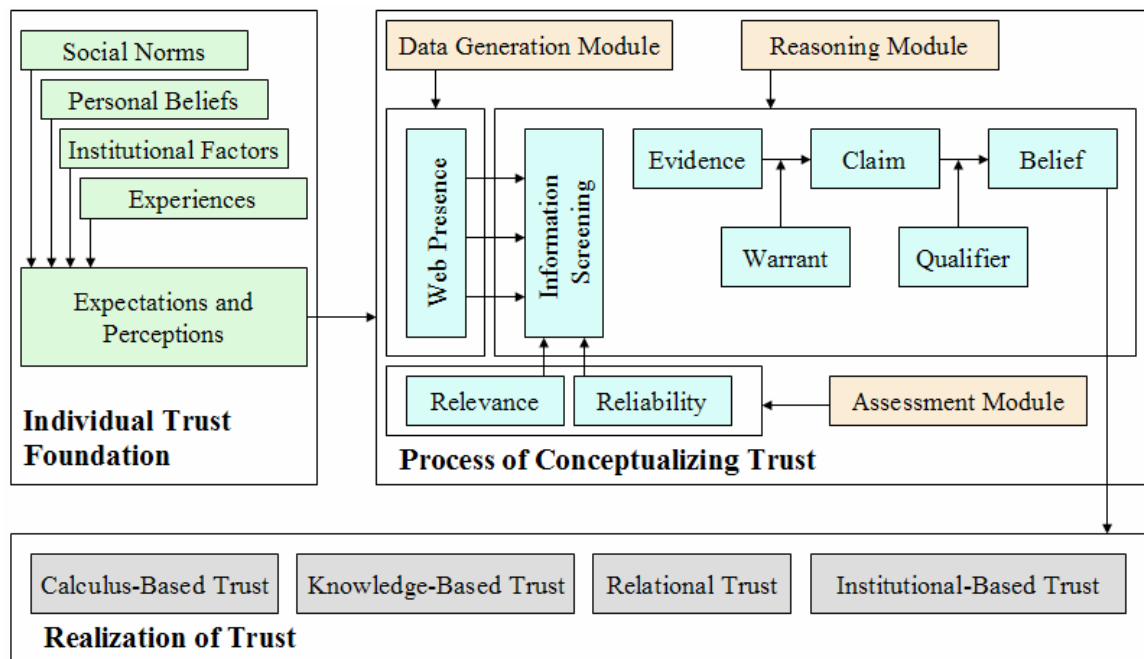 Social Norms
Personal Beliefs
Institutional Factors
Experiences
Expectations and
Perceptions
Individual Trust
Foundation
Data Generation Module
Reasoning Module
Web Presence
Information
Screening
Evidence
Claim
Belief
Warrant
Qualifier
Relevance
Reliability
Assessment Module
Process of Conceptualizing Trust
Calculus-Based Trust
Knowledge-Based Trust
Relational Trust
Institutional-Based Trust
Realization of Trust